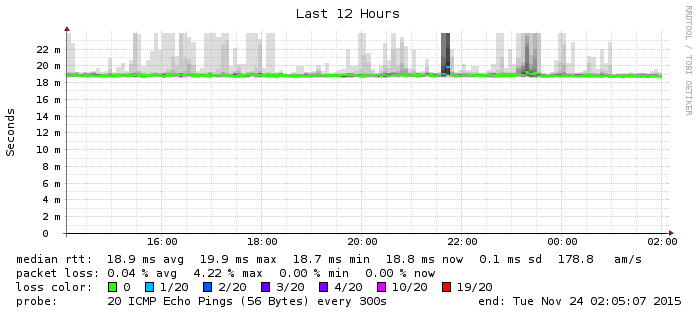 Last 12 Hours
RRDTOOL / TOBI OETIKER
Seconds
22 m
20 m
18 m
16 m
14 m
12 m
10 m
8 m
6 m
4 m
2 m
0
16:00 18:00 20:00 22:00 00:00 02:00
median rtt: 18.9 ms avg 19.9 ms max 18.7 ms min 18.8 ms now 0.1 ms sd 178.8 am/s
packet loss: 0.04 % avg 4.22 % max 0.00 % min 0.00 % now
loss color: 0 1/20 2/20 3/20 4/20 10/20 19/20
probe: 20 ICMP Echo Pings (56 Bytes) every 300s end: Tue Nov 24 02:05:07 2015